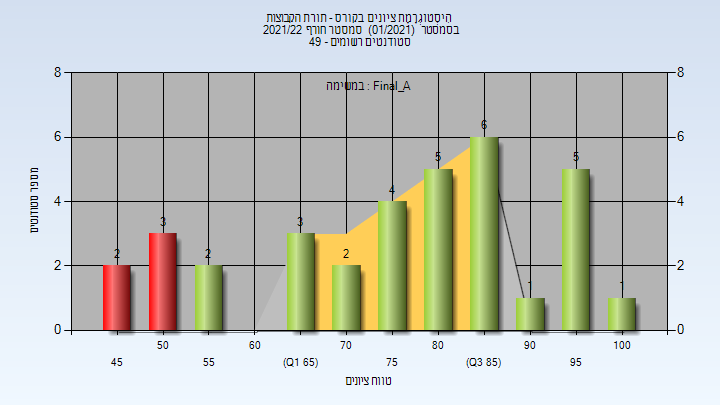 היסטוגרמת ציונים בקורס - תורת הקבוצות
בסמסטר (01/2021) סמסטר חורף 2021/22
סטודנטים רשומים - 49
במשימה : Final_A
מספר סטודנטים
8 8
6 6
4 4
2 2
0 0
2 3 2 3 2 4 5 6 1 5 1
50 60 70 80 90 100
45 55 (Q1 65) 75 (Q3 85) 95
טווח ציונים